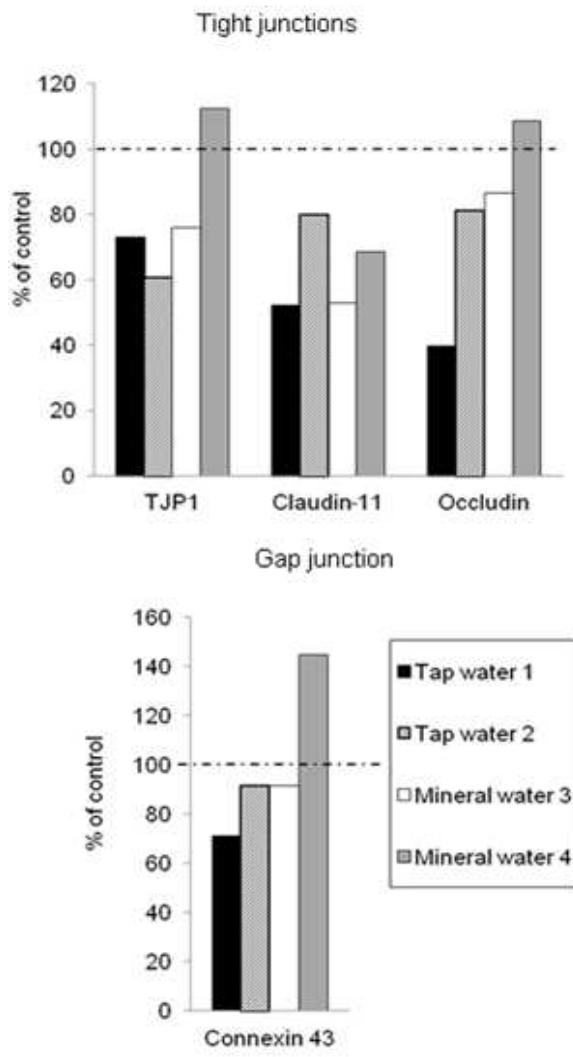 Tight junctions
120
100
80
60
40
20
0
% of control
TJP1 Claudin-11 Occludin
Gap junction
160
140
120
100
80
60
40
20
0
% of control
Connexin 43
Tap water 1
Tap water 2
Mineral water 3
Mineral water 4